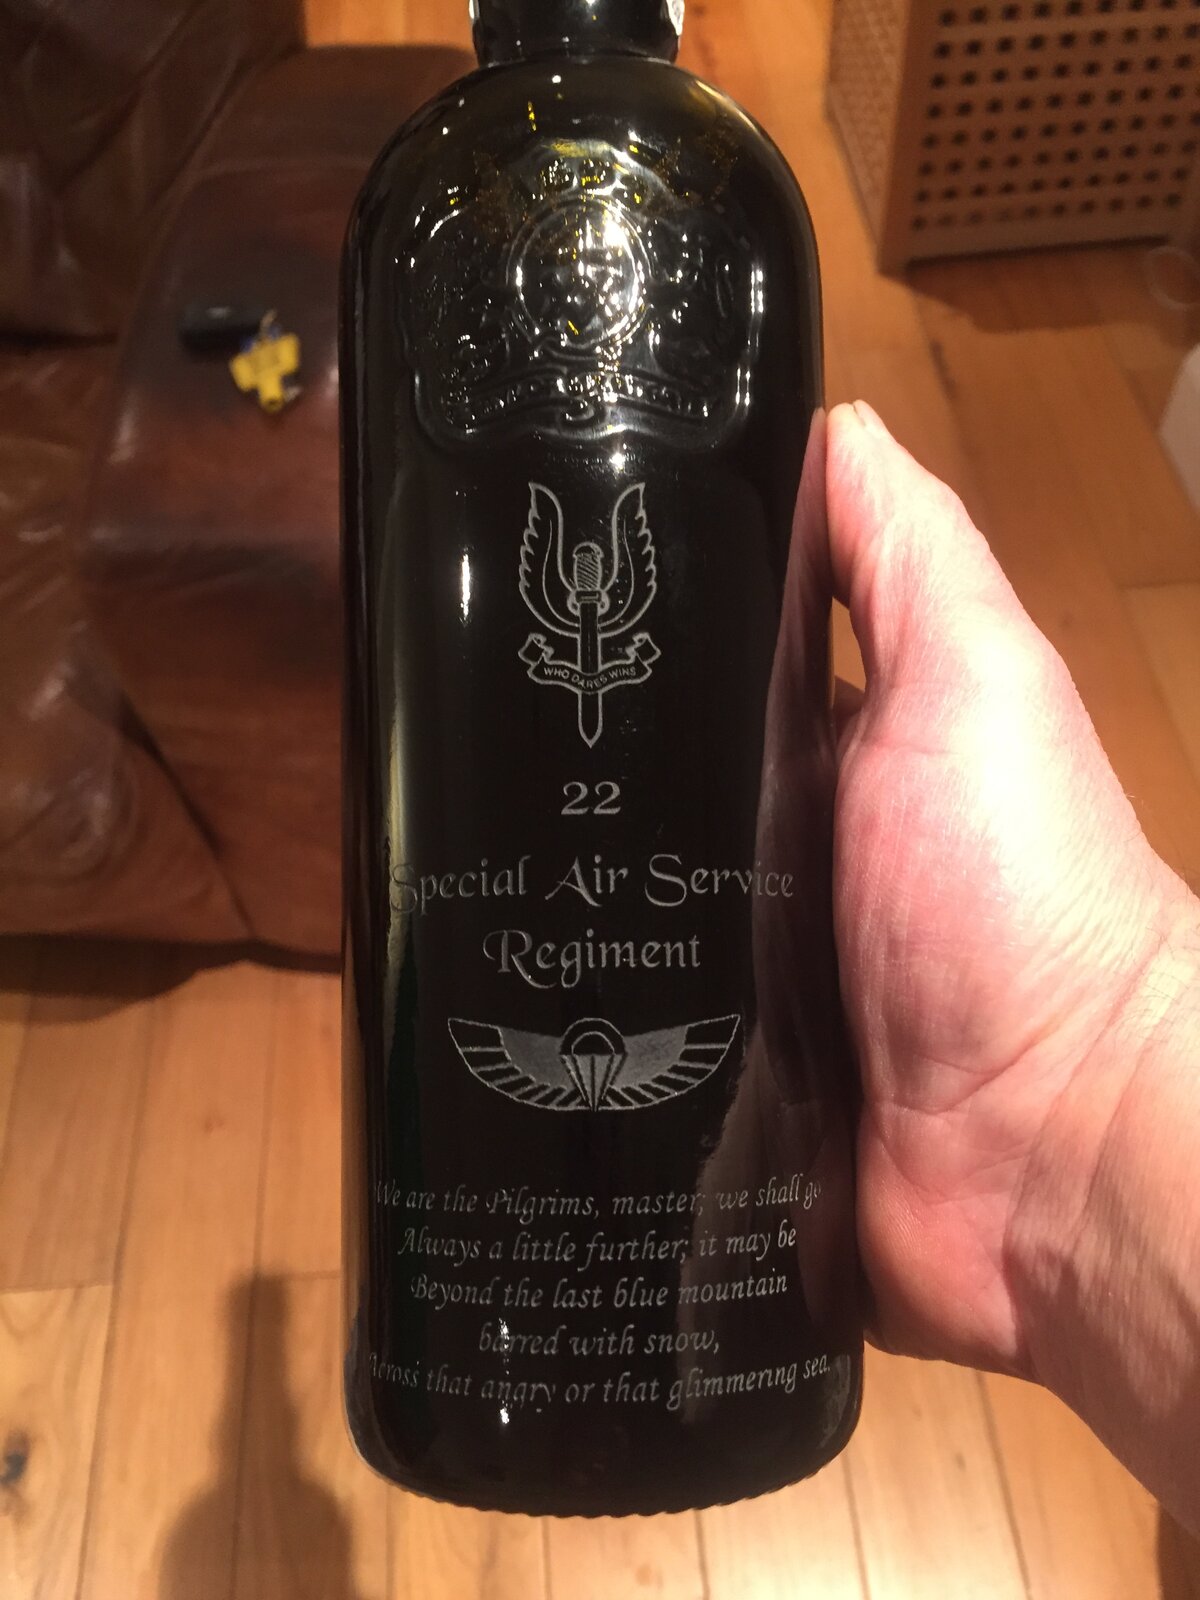 WHO DARES WINS
22
Special Air Service
Regiment
We are the Pilgrims, master; we shall go
Always a little further; it may be
Beyond the last blue mountain
barred with snow,
Across that angry or that glimmering sea.